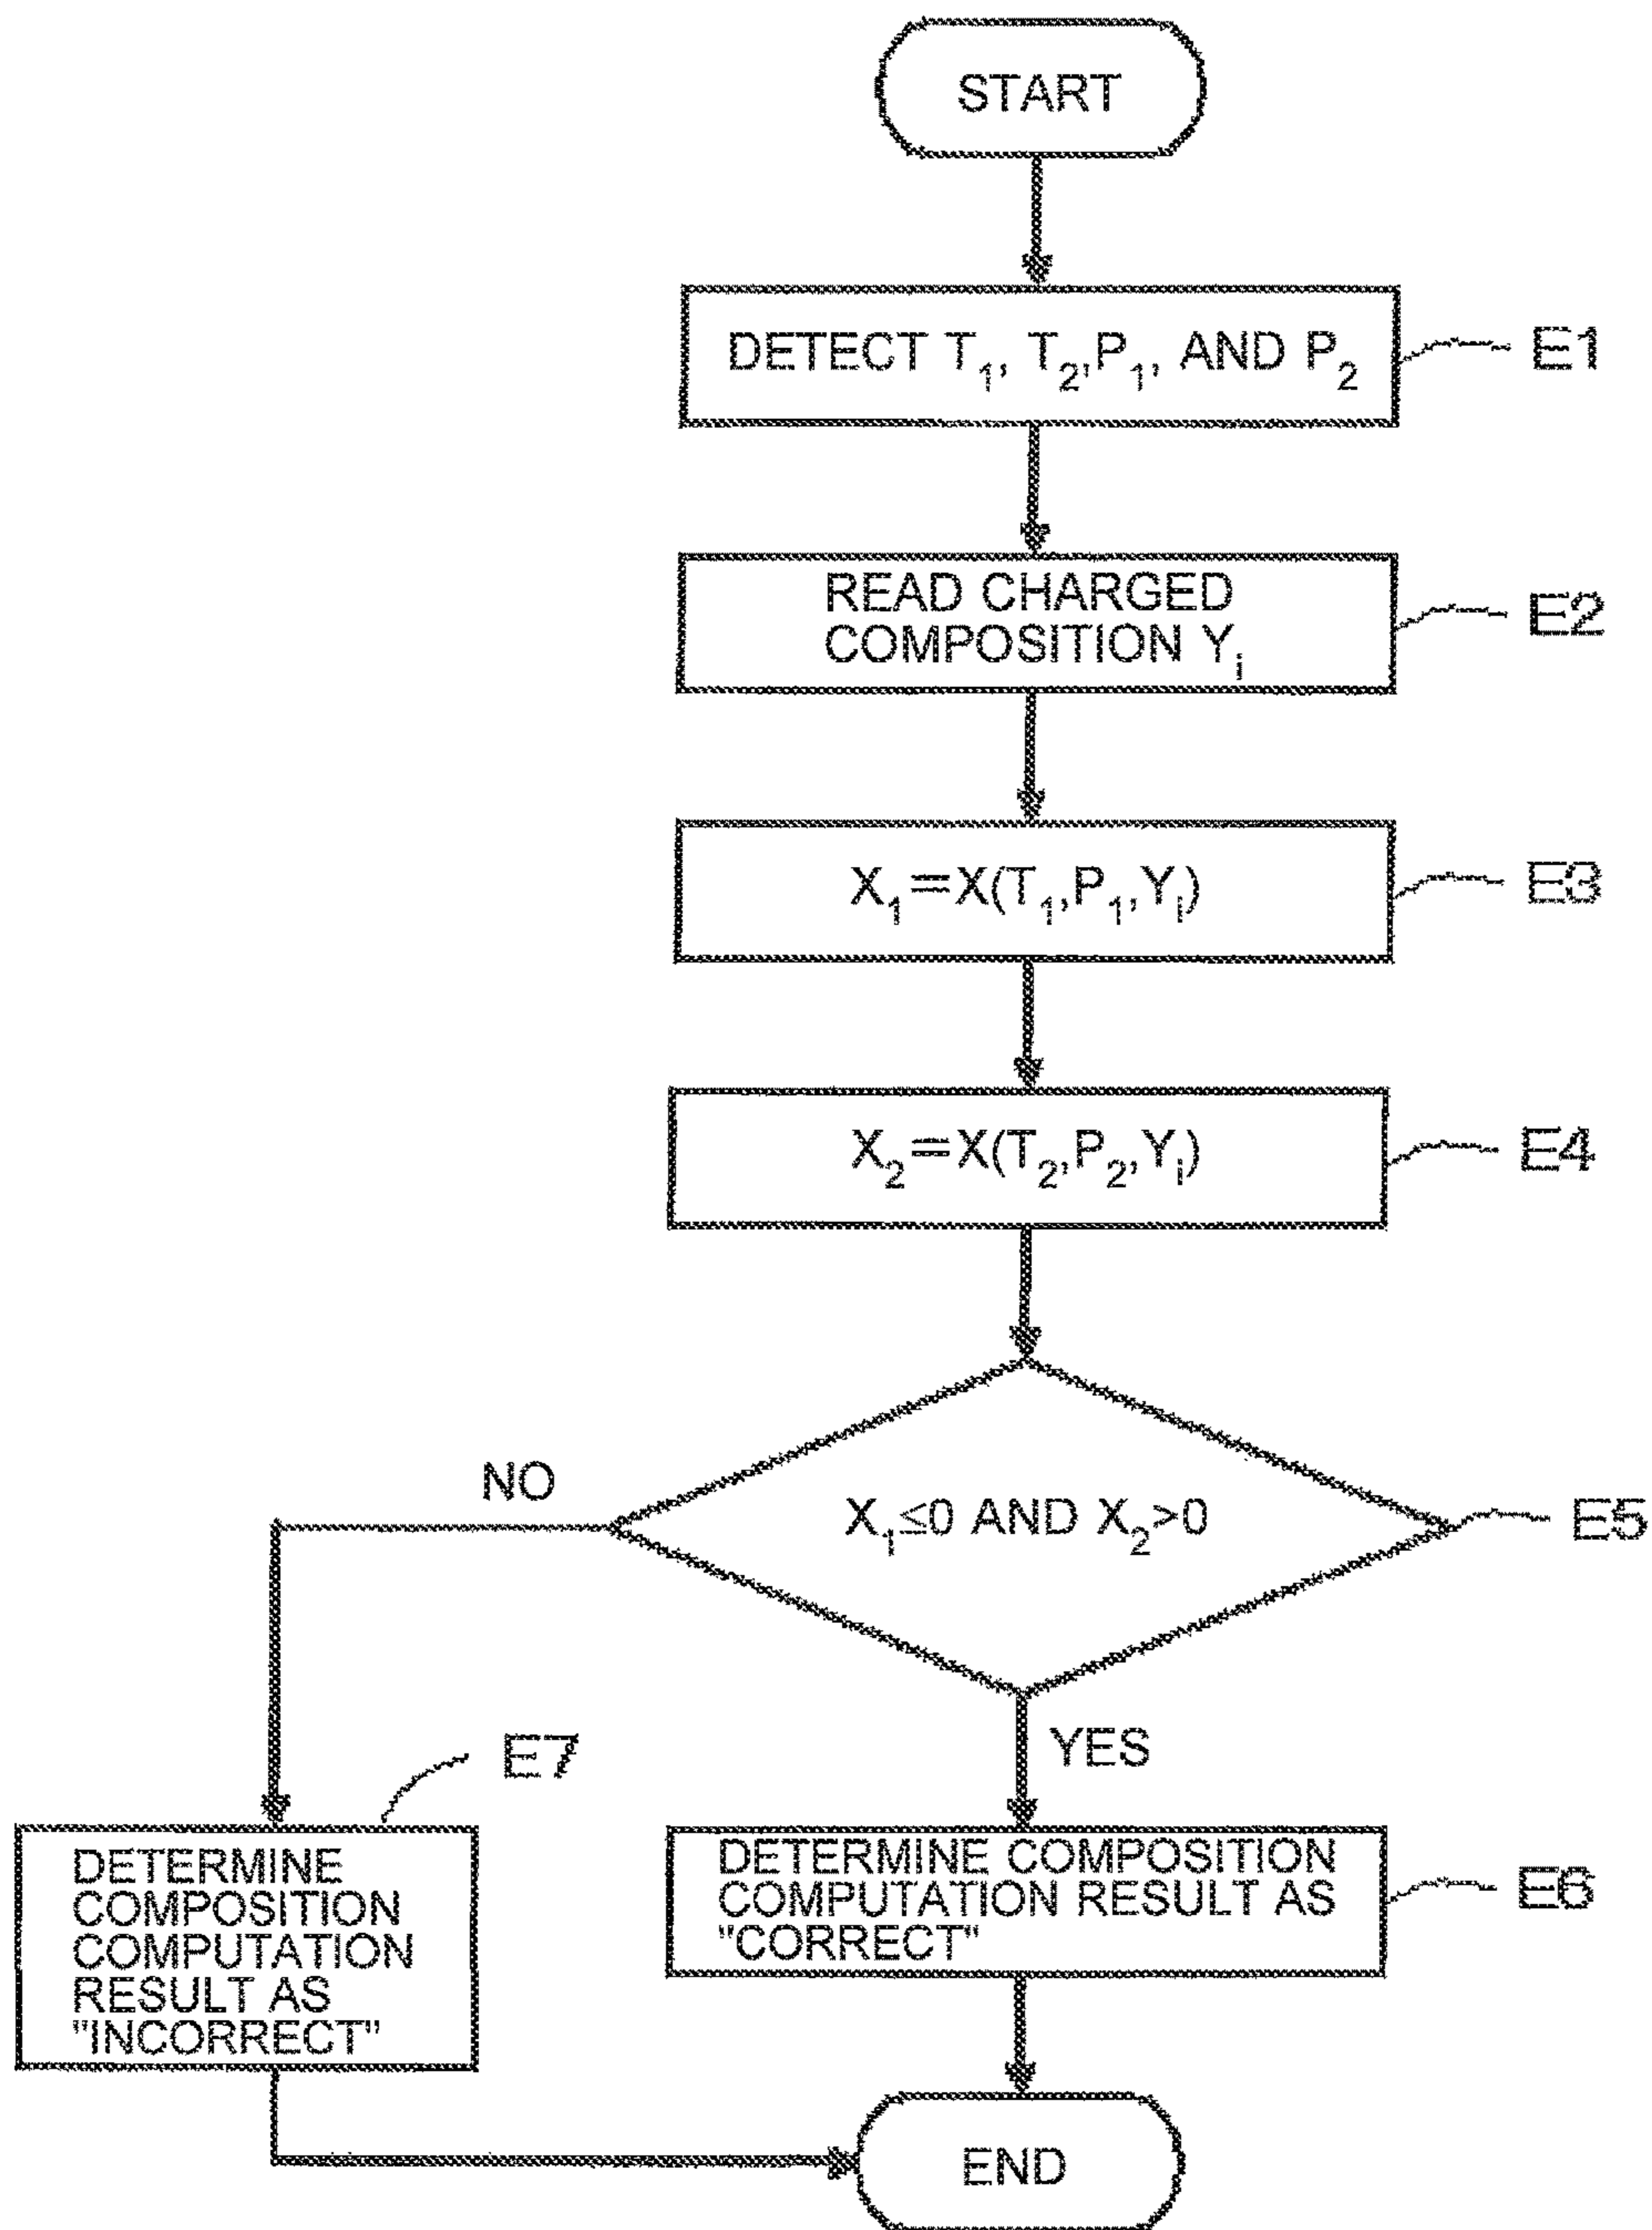 START
DETECT T₁, T₂,P₁, AND P₂
E1
READ CHARGED
COMPOSITION Yᵢ
E2
X₁=X(T₁,P₁,Yᵢ)
E3
X₂=X(T₂,P₂,Yᵢ)
E4
NO
X₁≤0 AND X₂>0
E5
YES
E7
DETERMINE
COMPOSITION
COMPUTATION
RESULT AS
"INCORRECT"
DETERMINE COMPOSITION
COMPUTATION RESULT AS
"CORRECT"
E6
END